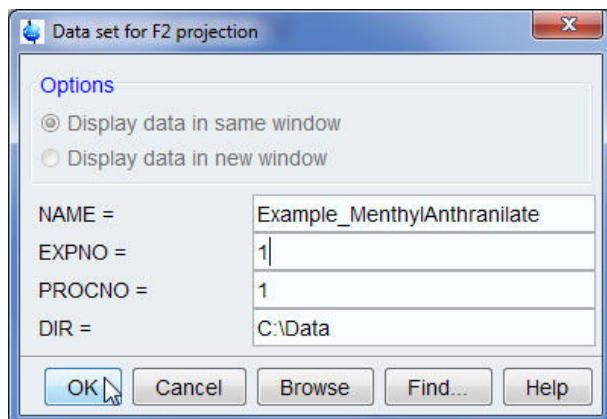 Data set for F2 projection
Options
Display data in same window
Display data in new window
NAME = Example_MenthylAnthranilate
EXPNO = 1
PROCNO = 1
DIR = C:\Data
OK Cancel Browse Find... Help